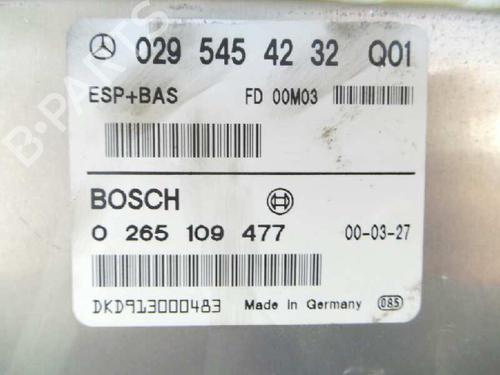 029 545 42 32 Q01
ESP+BAS FD 00M03
BOSCH
0 265 109 477 00-03-27
DKD913000483 Made in Germany 085
B-PARTS